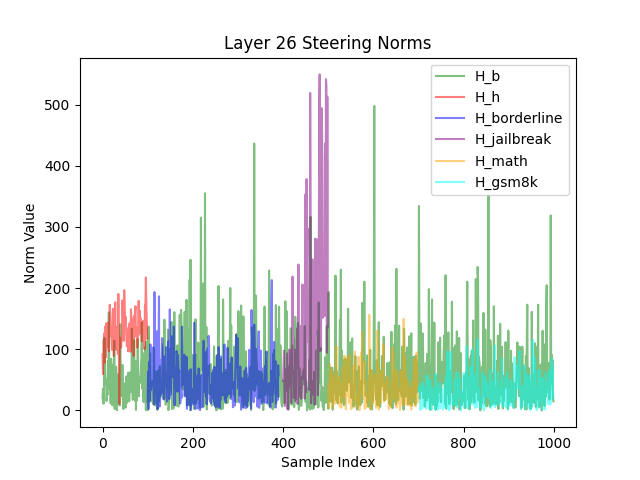 Layer 26 Steering Norms
H_b
H_h
H_borderline
H_jailbreak
H_math
H_gsm8k
Norm Value
500
400
300
200
100
0
0 200 400 600 800 1000
Sample Index